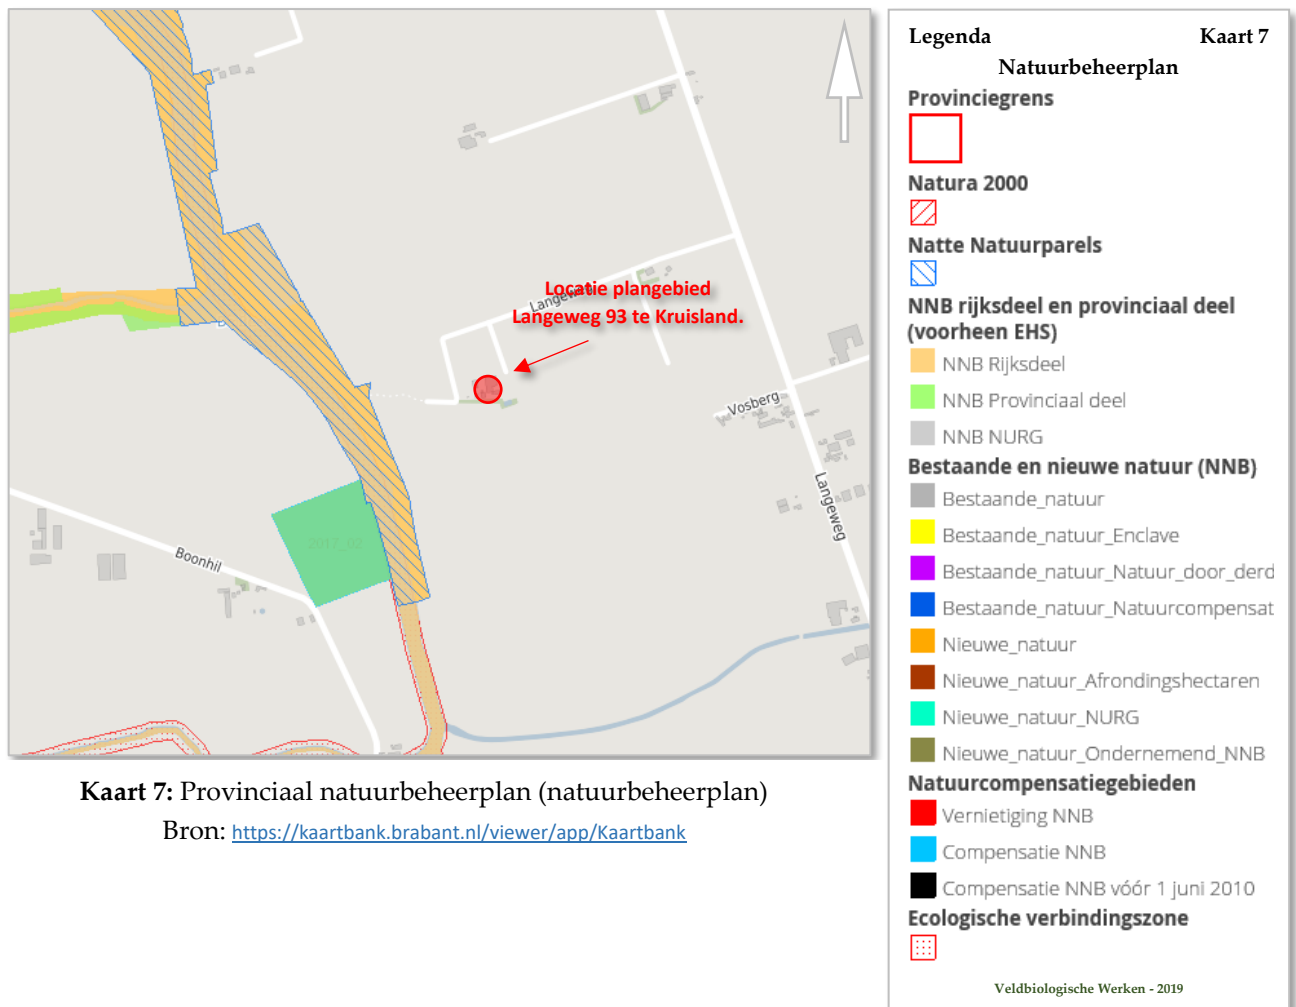 Locatie plangebied
Langeweg 93 te Kruisland.
Langeweg
Vosberg
Langeweg
Boonhil
Kaart 7: Provinciaal natuurbeheerplan (natuurbeheerplan)
Bron: https://kaartbank.brabant.nl/viewer/app/Kaartbank
Legenda Kaart 7
Natuurbeheerplan
Provinciegrens
Natura 2000
Natte Natuurparels
NNB rijksdeel en provinciaal deel
(voorheen EHS)
NNB Rijksdeel
NNB Provinciaal deel
NNB NURG
Bestaande en nieuwe natuur (NNB)
Bestaande_natuur
Bestaande_natuur_Enclave
Bestaande_natuur_Natuur_door_derd
Bestaande_natuur_Natuurcompensat
Nieuwe_natuur
Nieuwe_natuur_Afrondingshectaren
Nieuwe_natuur_NURG
Nieuwe_natuur_Ondernemend_NNB
Natuurcompensatiegebieden
Vernietiging NNB
Compensatie NNB
Compensatie NNB vóór 1 juni 2010
Ecologische verbindingszone
Veldbiologische Werken - 2019